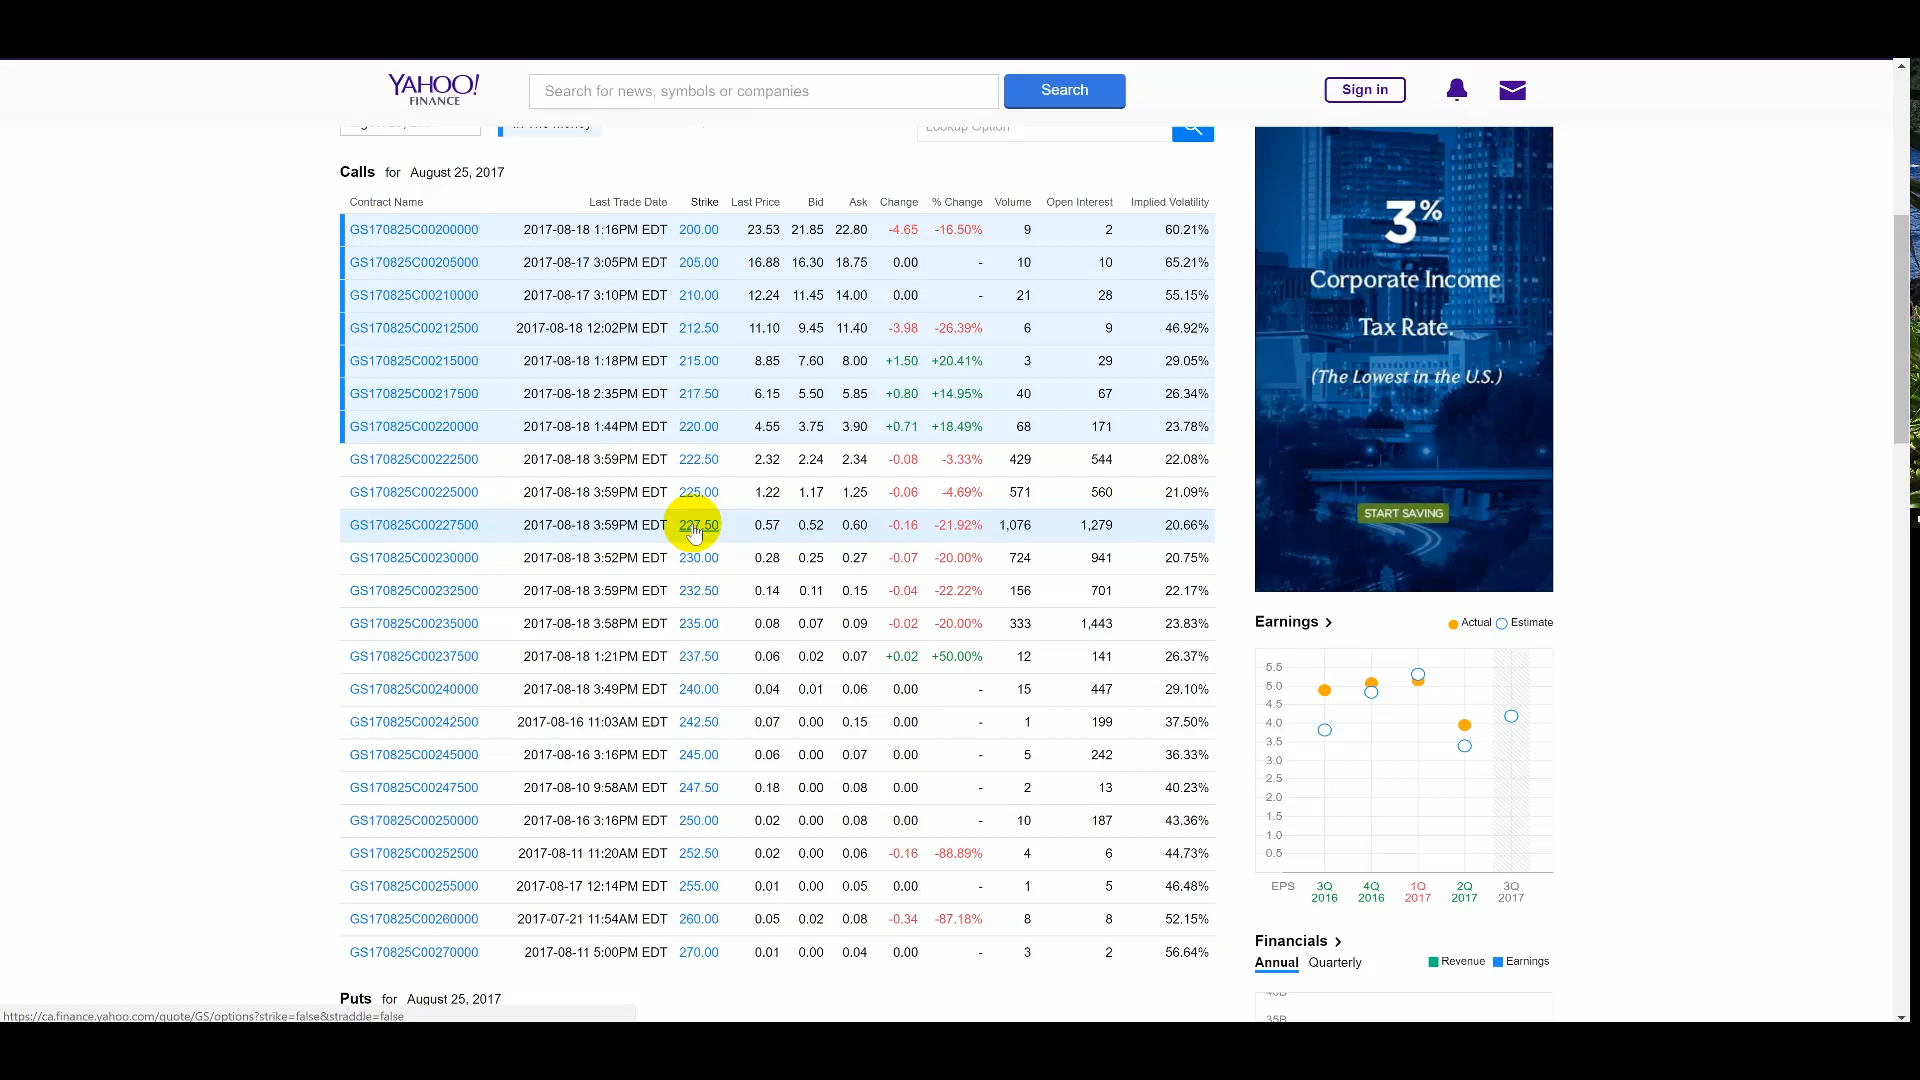 YAHOO!
FINANCE
Search for news, symbols or companies
Search
Sign in
Lookup Option
Calls for August 25, 2017
Contract Name Last Trade Date Strike Last Price Bid Ask Change % Change Volume Open Interest Implied Volatility
GS170825C00200000 2017-08-18 1:16PM EDT 200.00 23.53 21.85 22.80 -4.65 -16.50% 9 2 60.21%
GS170825C00205000 2017-08-17 3:05PM EDT 205.00 16.88 16.30 18.75 0.00 - 10 10 65.21%
GS170825C00210000 2017-08-17 3:10PM EDT 210.00 12.24 11.45 14.00 0.00 - 21 28 55.15%
GS170825C00212500 2017-08-18 12:02PM EDT 212.50 11.10 9.45 11.40 -3.98 -26.39% 6 9 46.92%
GS170825C00215000 2017-08-18 1:18PM EDT 215.00 8.85 7.60 8.00 +1.50 +20.41% 3 29 29.05%
GS170825C00217500 2017-08-18 2:35PM EDT 217.50 6.15 5.50 5.85 +0.80 +14.95% 40 67 26.34%
GS170825C00220000 2017-08-18 1:44PM EDT 220.00 4.55 3.75 3.90 +0.71 +18.49% 68 171 23.78%
GS170825C00222500 2017-08-18 3:59PM EDT 222.50 2.32 2.24 2.34 -0.08 -3.33% 429 544 22.08%
GS170825C00225000 2017-08-18 3:59PM EDT 225.00 1.22 1.17 1.25 -0.06 -4.69% 571 560 21.09%
GS170825C00227500 2017-08-18 3:59PM EDT 227.50 0.57 0.52 0.60 -0.16 -21.92% 1,076 1,279 20.66%
GS170825C00230000 2017-08-18 3:52PM EDT 230.00 0.28 0.25 0.27 -0.07 -20.00% 724 941 20.75%
GS170825C00232500 2017-08-18 3:59PM EDT 232.50 0.14 0.11 0.15 -0.04 -22.22% 156 701 22.17%
GS170825C00235000 2017-08-18 3:58PM EDT 235.00 0.08 0.07 0.09 -0.02 -20.00% 333 1,443 23.83%
GS170825C00237500 2017-08-18 1:21PM EDT 237.50 0.06 0.02 0.07 +0.02 +50.00% 12 141 26.37%
GS170825C00240000 2017-08-18 3:49PM EDT 240.00 0.04 0.01 0.06 0.00 - 15 447 29.10%
GS170825C00242500 2017-08-16 11:03AM EDT 242.50 0.07 0.00 0.15 0.00 - 1 199 37.50%
GS170825C00245000 2017-08-16 3:16PM EDT 245.00 0.06 0.00 0.07 0.00 - 5 242 36.33%
GS170825C00247500 2017-08-10 9:58AM EDT 247.50 0.18 0.00 0.08 0.00 - 2 13 40.23%
GS170825C00250000 2017-08-16 3:16PM EDT 250.00 0.02 0.00 0.08 0.00 - 10 187 43.36%
GS170825C00252500 2017-08-11 11:20AM EDT 252.50 0.02 0.00 0.06 -0.16 -88.89% 4 6 44.73%
GS170825C00255000 2017-08-17 12:14PM EDT 255.00 0.01 0.00 0.05 0.00 - 1 5 46.48%
GS170825C00260000 2017-07-21 11:54AM EDT 260.00 0.05 0.02 0.08 -0.34 -87.18% 8 8 52.15%
GS170825C00270000 2017-08-11 5:00PM EDT 270.00 0.01 0.00 0.04 0.00 - 3 2 56.64%
Puts for August 25, 2017
https://ca.finance.yahoo.com/quote/GS/options?strike=false&straddle=false
3%
Corporate Income
Tax Rate.
(The Lowest in the U.S.)
START SAVING
Earnings
Actual Estimate
5.5
5.0
4.5
4.0
3.5
3.0
2.5
2.0
1.5
1.0
0.5
EPS 3Q 4Q 1Q 2Q 3Q
2016 2016 2017 2017 2017
Financials
Annual Quarterly Revenue Earnings
40B
35B